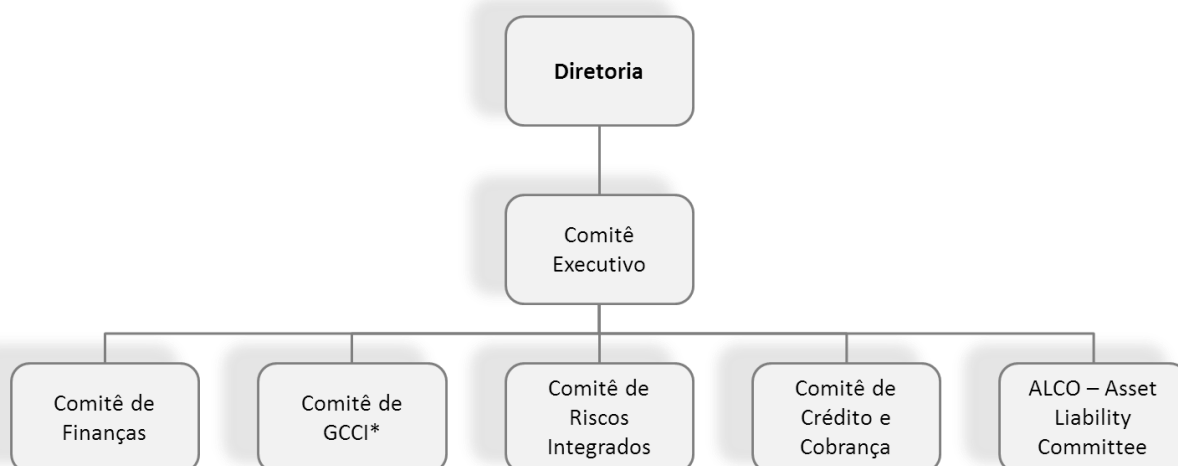 Diretoria
Comitê
Executivo
Comitê de
Finanças
Comitê de
GCCI*
Comitê de
Riscos
Integrados
Comitê de
Crédito e
Cobrança
ALCO – Asset
Liability
Committee